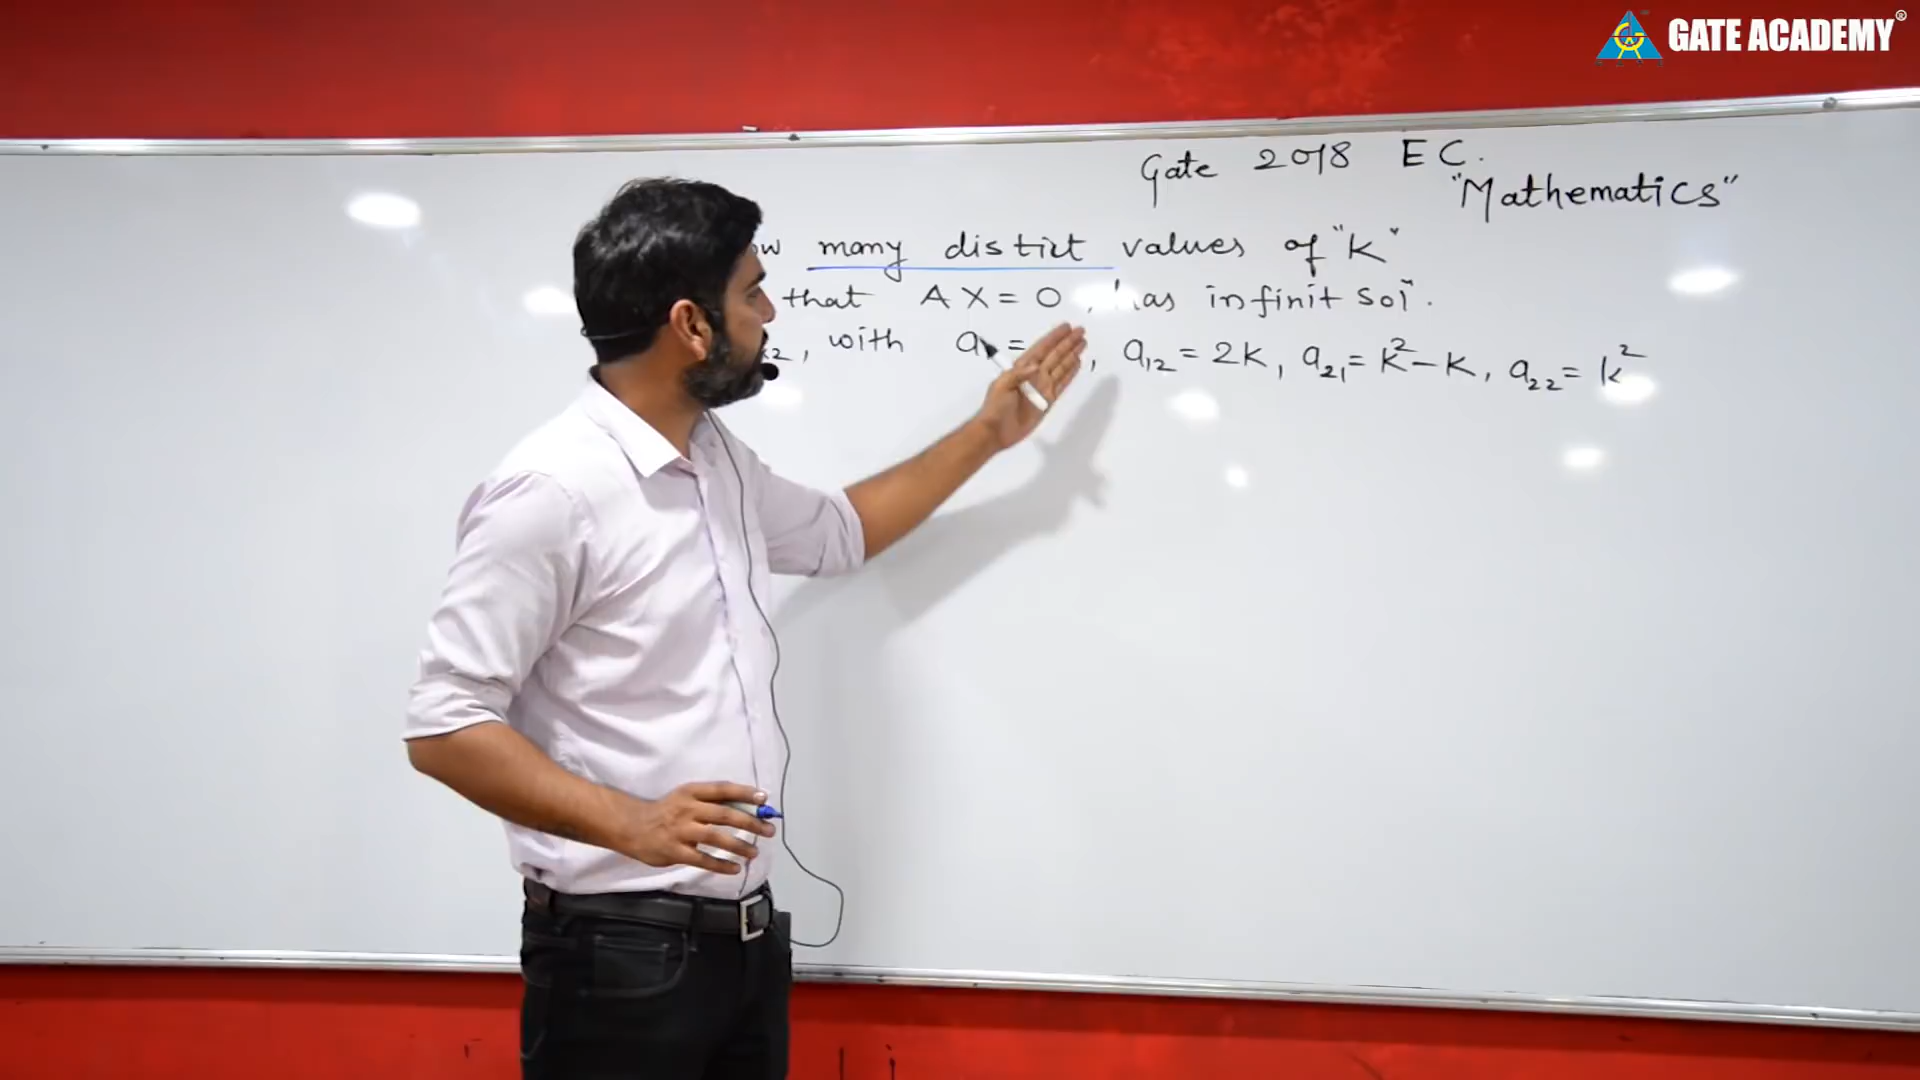 GATE ACADEMY®
Gate 2018 EC.
"Mathematics"
many distict values of "K"
that AX = 0, has infinit Sol.
with = , a12 = 2K, a21 = K²-K, a22 = k²